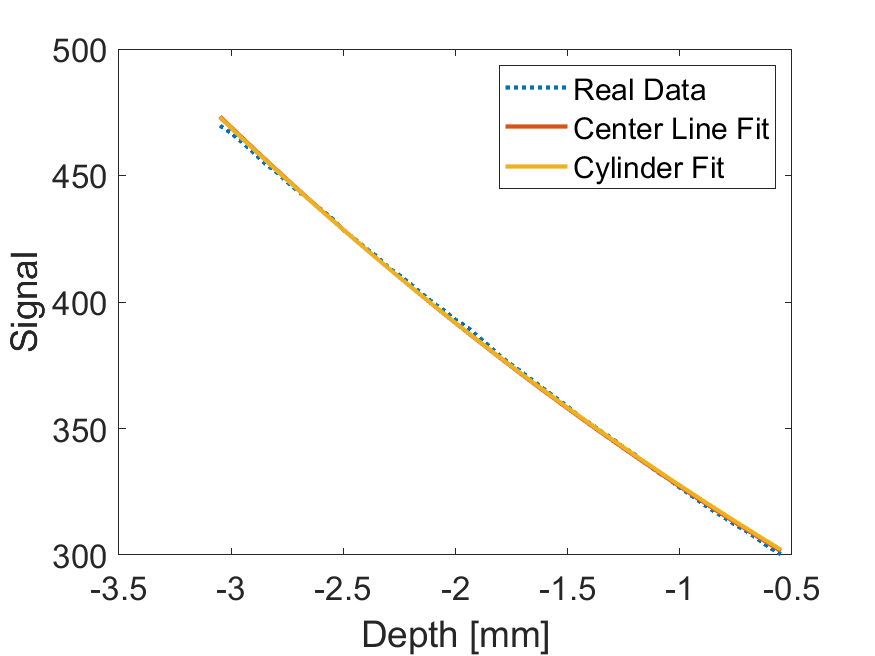 500
450
400
350
300
Signal
Real Data
Center Line Fit
Cylinder Fit
-3.5 -3 -2.5 -2 -1.5 -1 -0.5
Depth [mm]